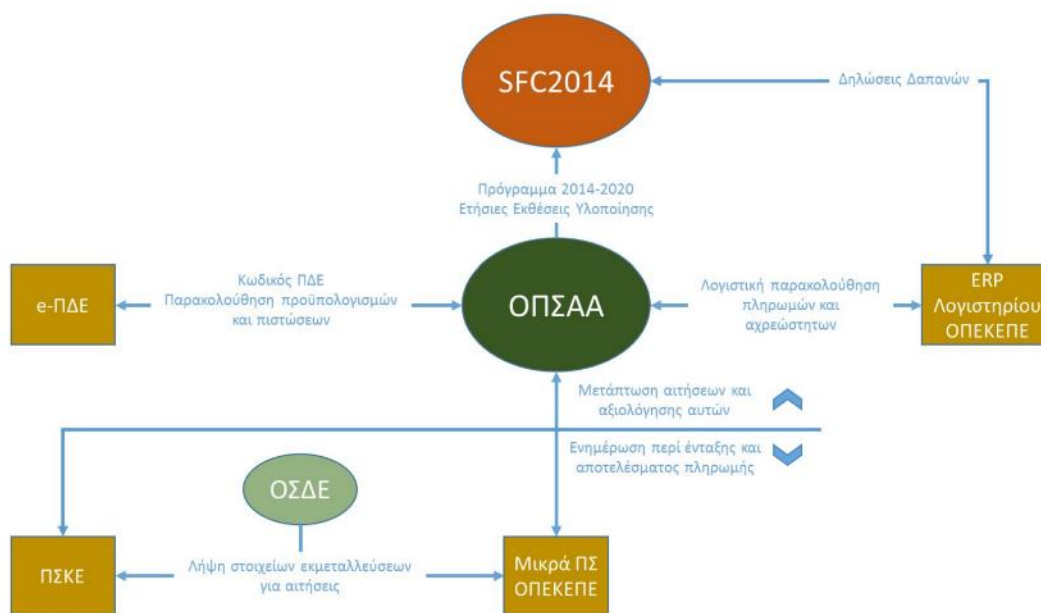 SFC2014
Δηλώσεις Δαπανών
Πρόγραμμα 2014-2020
Ετήσιες Εκθέσεις Υλοποίησης
e-ΠΔΕ
Κωδικός ΠΔΕ
Παρακολούθηση προϋπολογισμών
και πιστώσεων
ΟΠΣΑΑ
Λογιστική παρακολούθηση
πληρωμών και
αχρεώστητων
ERP
Λογιστηρίου
ΟΠΕΚΕΠΕ
Μετάπτωση αιτήσεων και
αξιολόγησης αυτών
Ενημέρωση περί ένταξης και
αποτελέσματος πληρωμής
ΟΣΔΕ
ΠΣΚΕ
Λήψη στοιχείων εκμεταλλεύσεων
για αιτήσεις
Μικρά ΠΣ
ΟΠΕΚΕΠΕ